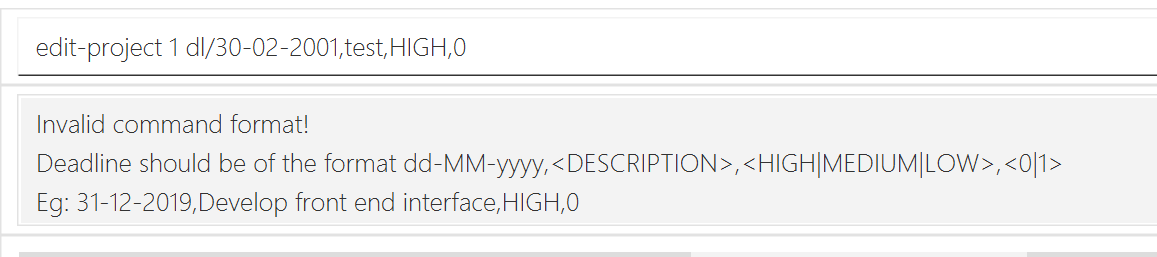 edit-project 1 dl/30-02-2001,test,HIGH,0
Invalid command format!
Deadline should be of the format dd-MM-yyyy,<DESCRIPTION>,<HIGH|MEDIUM|LOW>,<0|1>
Eg: 31-12-2019,Develop front end interface,HIGH,0